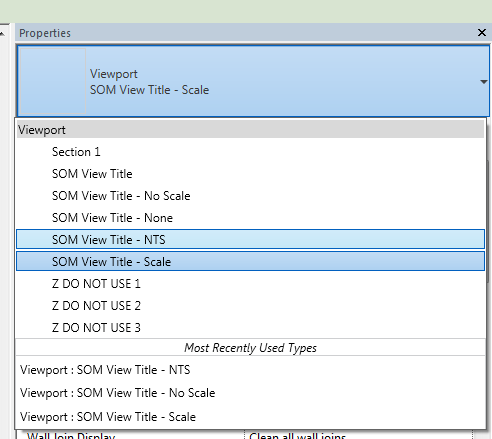 Properties
Viewport
SOM View Title - Scale
Viewport
Section 1
SOM View Title
SOM View Title - No Scale
SOM View Title - None
SOM View Title - NTS
SOM View Title - Scale
Z DO NOT USE 1
Z DO NOT USE 2
Z DO NOT USE 3
Most Recently Used Types
Viewport : SOM View Title - NTS
Viewport : SOM View Title - No Scale
Viewport : SOM View Title - Scale
Wall Join Display Clean all wall joins